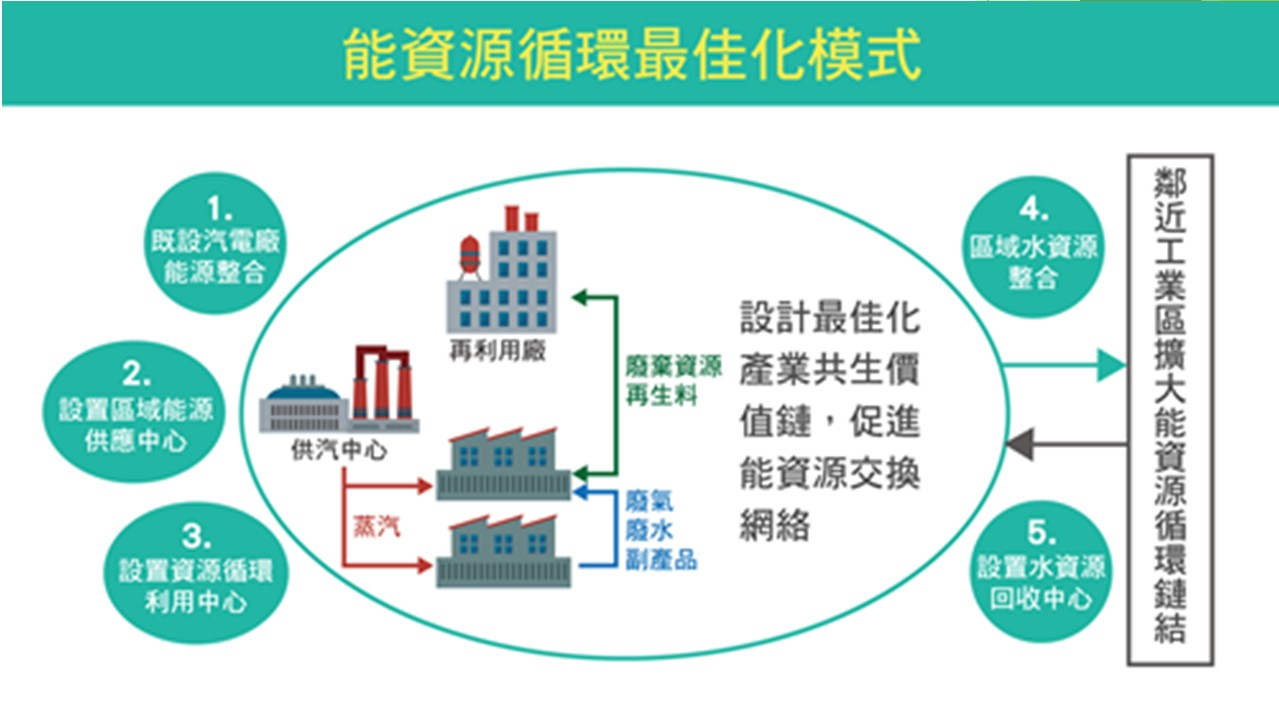 能資源循環最佳化模式
1.
既設汽電廠
能源整合
2.
設置區域能源
供應中心
3.
設置資源循環
利用中心
再利用廠
供汽中心
蒸汽
廢棄資源
再生料
廢氣
廢水
副產品
設計最佳化
產業共生價
值鏈，促進
能資源交換
網絡
4.
區域水資源
整合
5.
設置水資源
回收中心
鄰近工業區擴大能資源循環鏈結